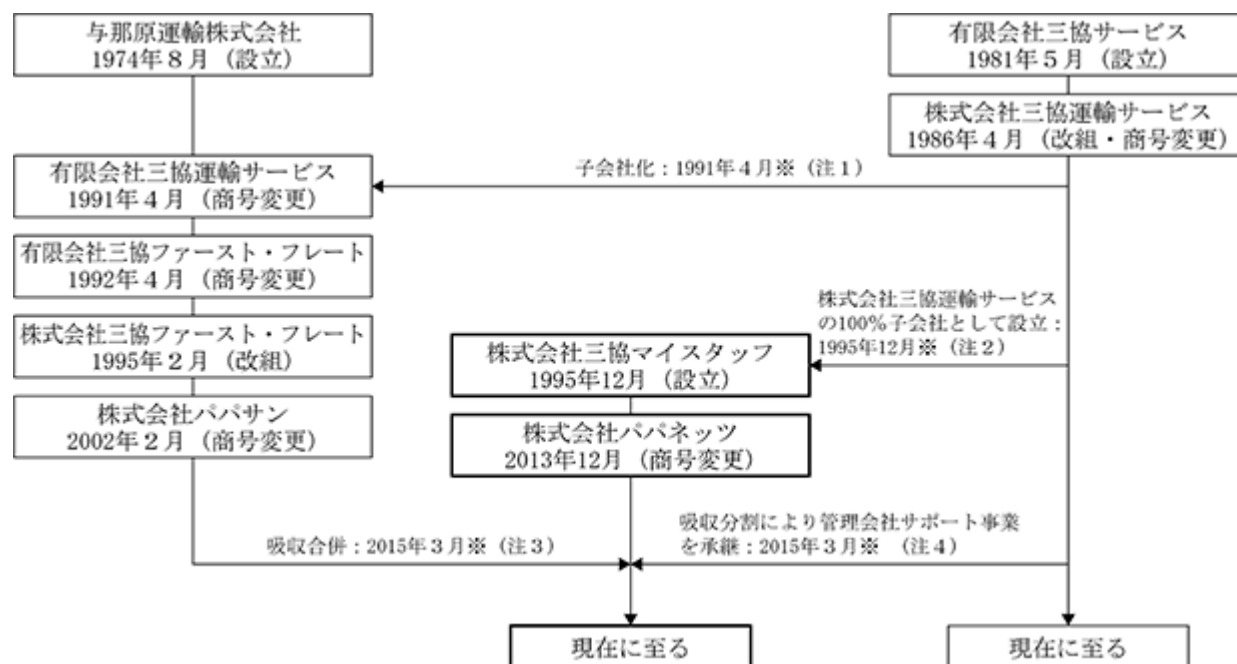 与那原運輸株式会社
1974年8月（設立）
有限会社三協サービス
1981年5月（設立）
株式会社三協運輸サービス
1986年4月（改組・商号変更）
子会社化：1991年4月※（注1）
有限会社三協運輸サービス
1991年4月（商号変更）
有限会社三協ファースト・フレート
1992年4月（商号変更）
株式会社三協運輸サービス
の100％子会社として設立：
1995年12月※（注2）
株式会社三協ファースト・フレート
1995年2月（改組）
株式会社三協マイスタッフ
1995年12月（設立）
株式会社パパサン
2002年2月（商号変更）
株式会社パパネッツ
2013年12月（商号変更）
吸収合併：2015年3月※（注3）
吸収分割により管理会社サポート事業
を承継：2015年3月※（注4）
現在に至る
現在に至る